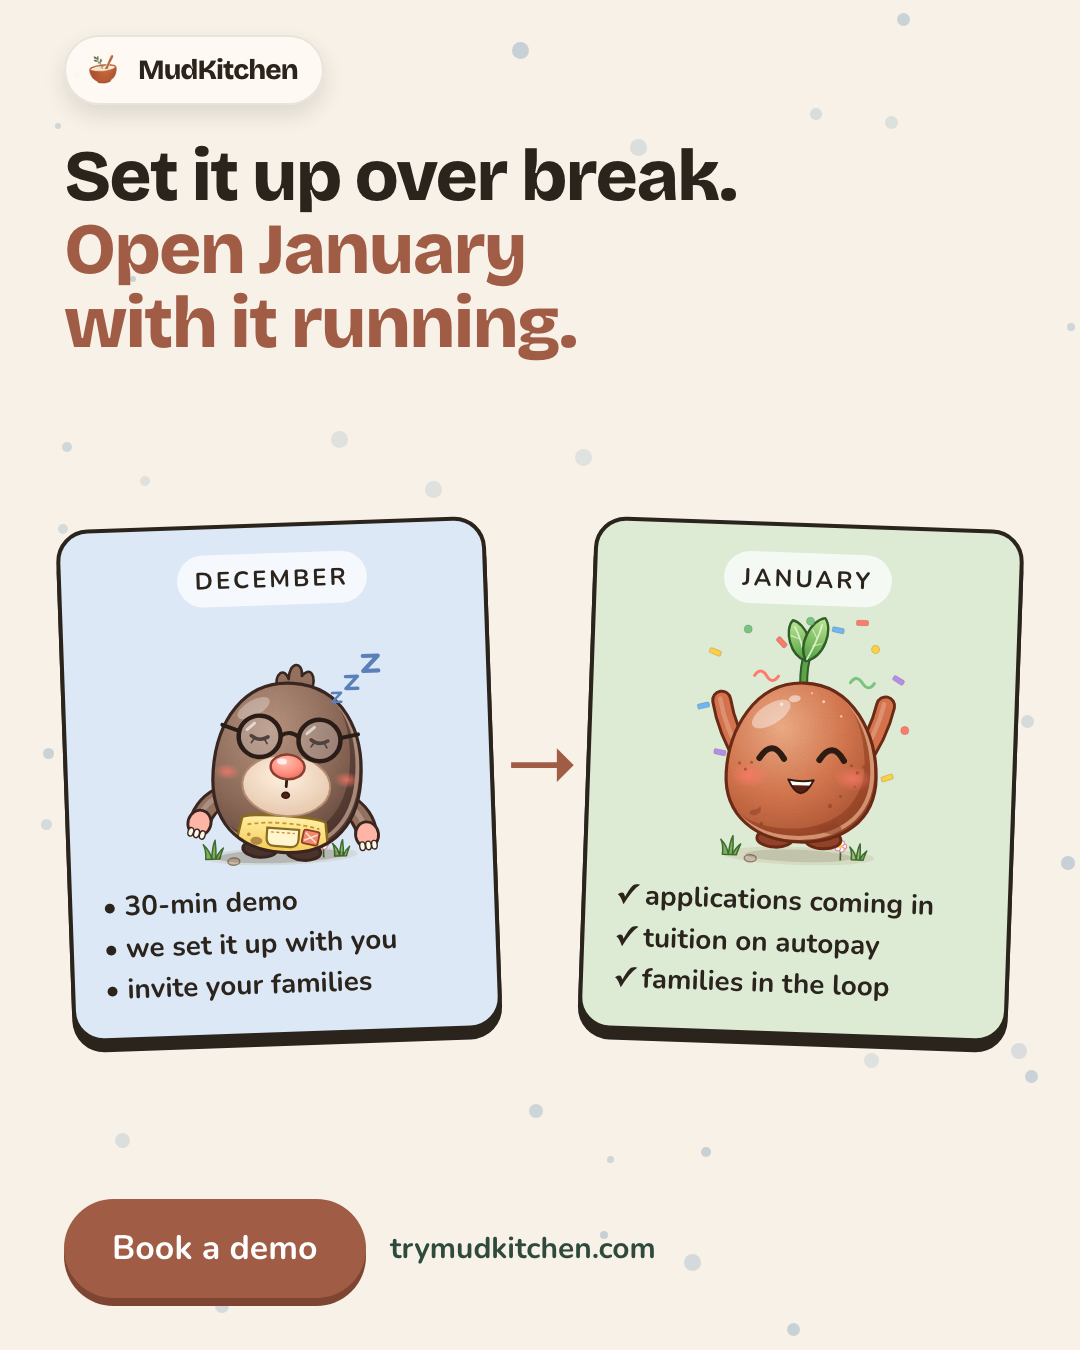 MudKitchen
Set it up over break.
Open January
with it running.
DECEMBER
z z z
• 30-min demo
• we set it up with you
• invite your families
JANUARY
✓ applications coming in
✓ tuition on autopay
✓ families in the loop
Book a demo
trymudkitchen.com